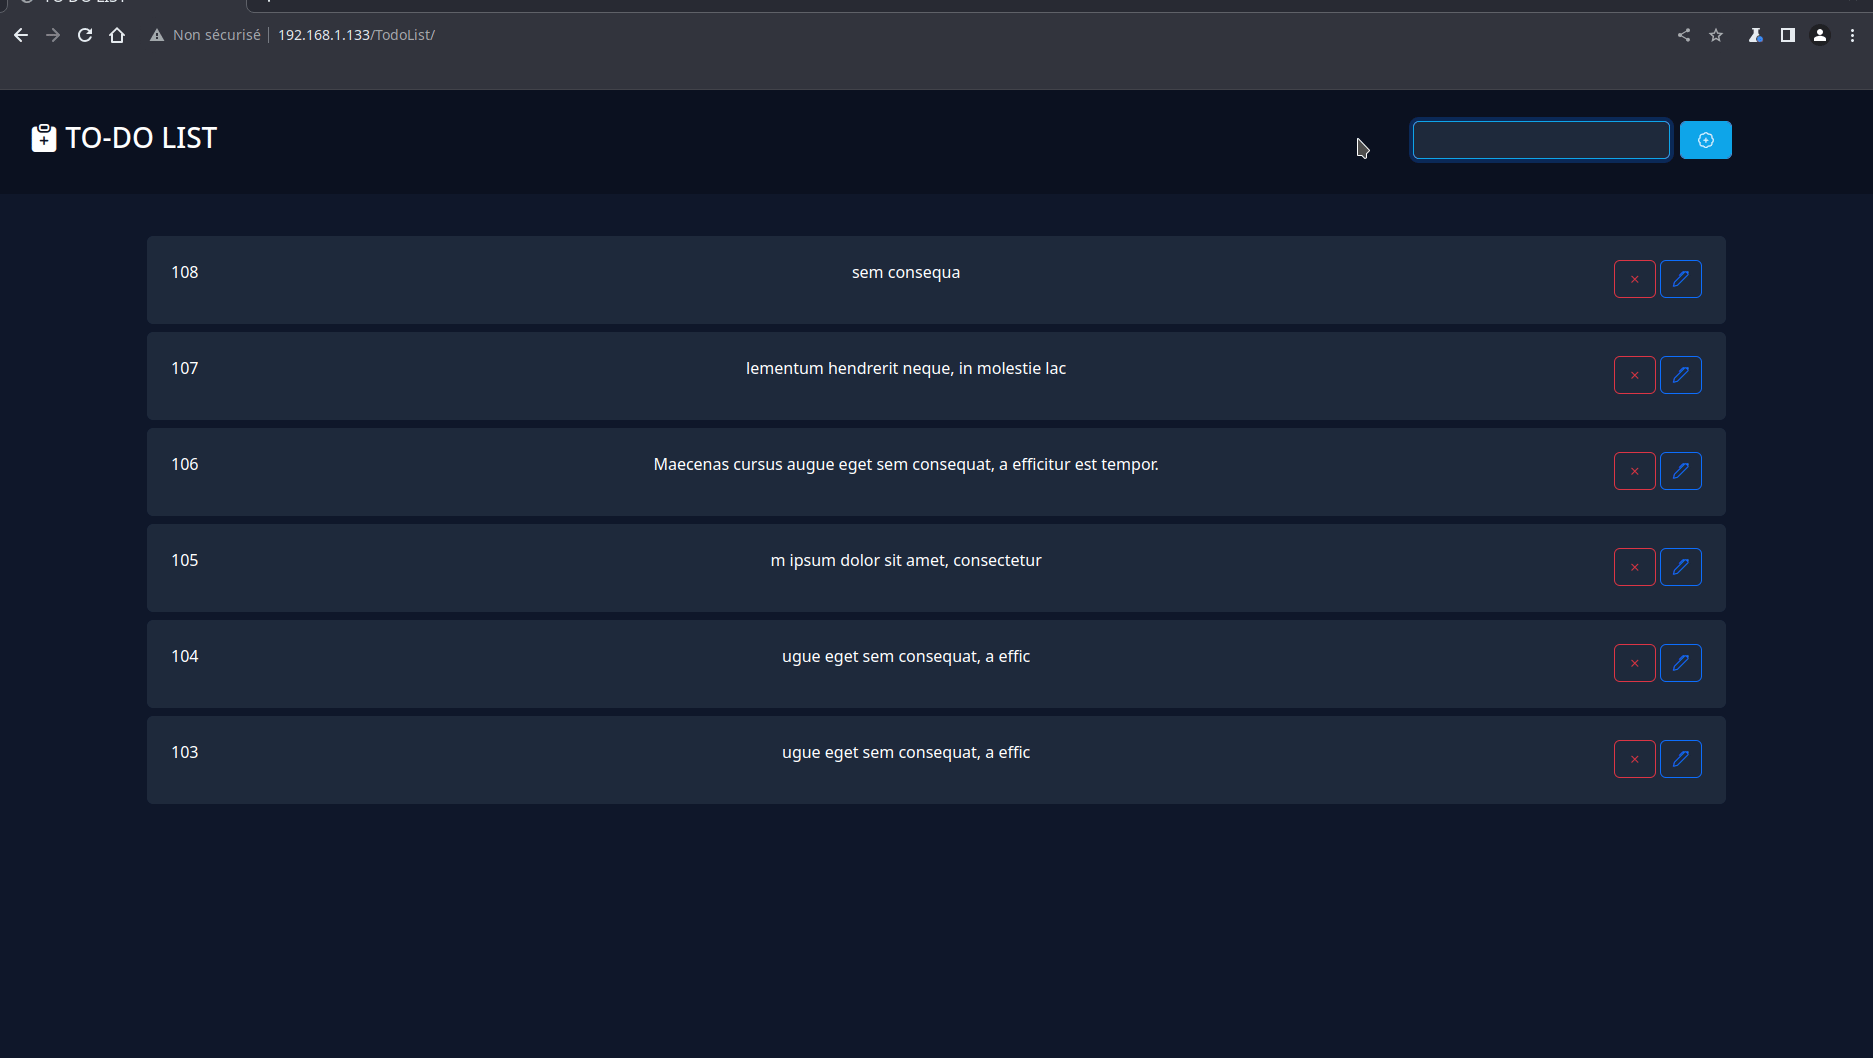 Non sécurisé 192.168.1.133/TodoList/
TO-DO LIST
108 sem consequa
107 lementum hendrerit neque, in molestie lac
106 Maecenas cursus augue eget sem consequat, a efficitur est tempor.
105 m ipsum dolor sit amet, consectetur
104 ugue eget sem consequat, a effic
103 ugue eget sem consequat, a effic